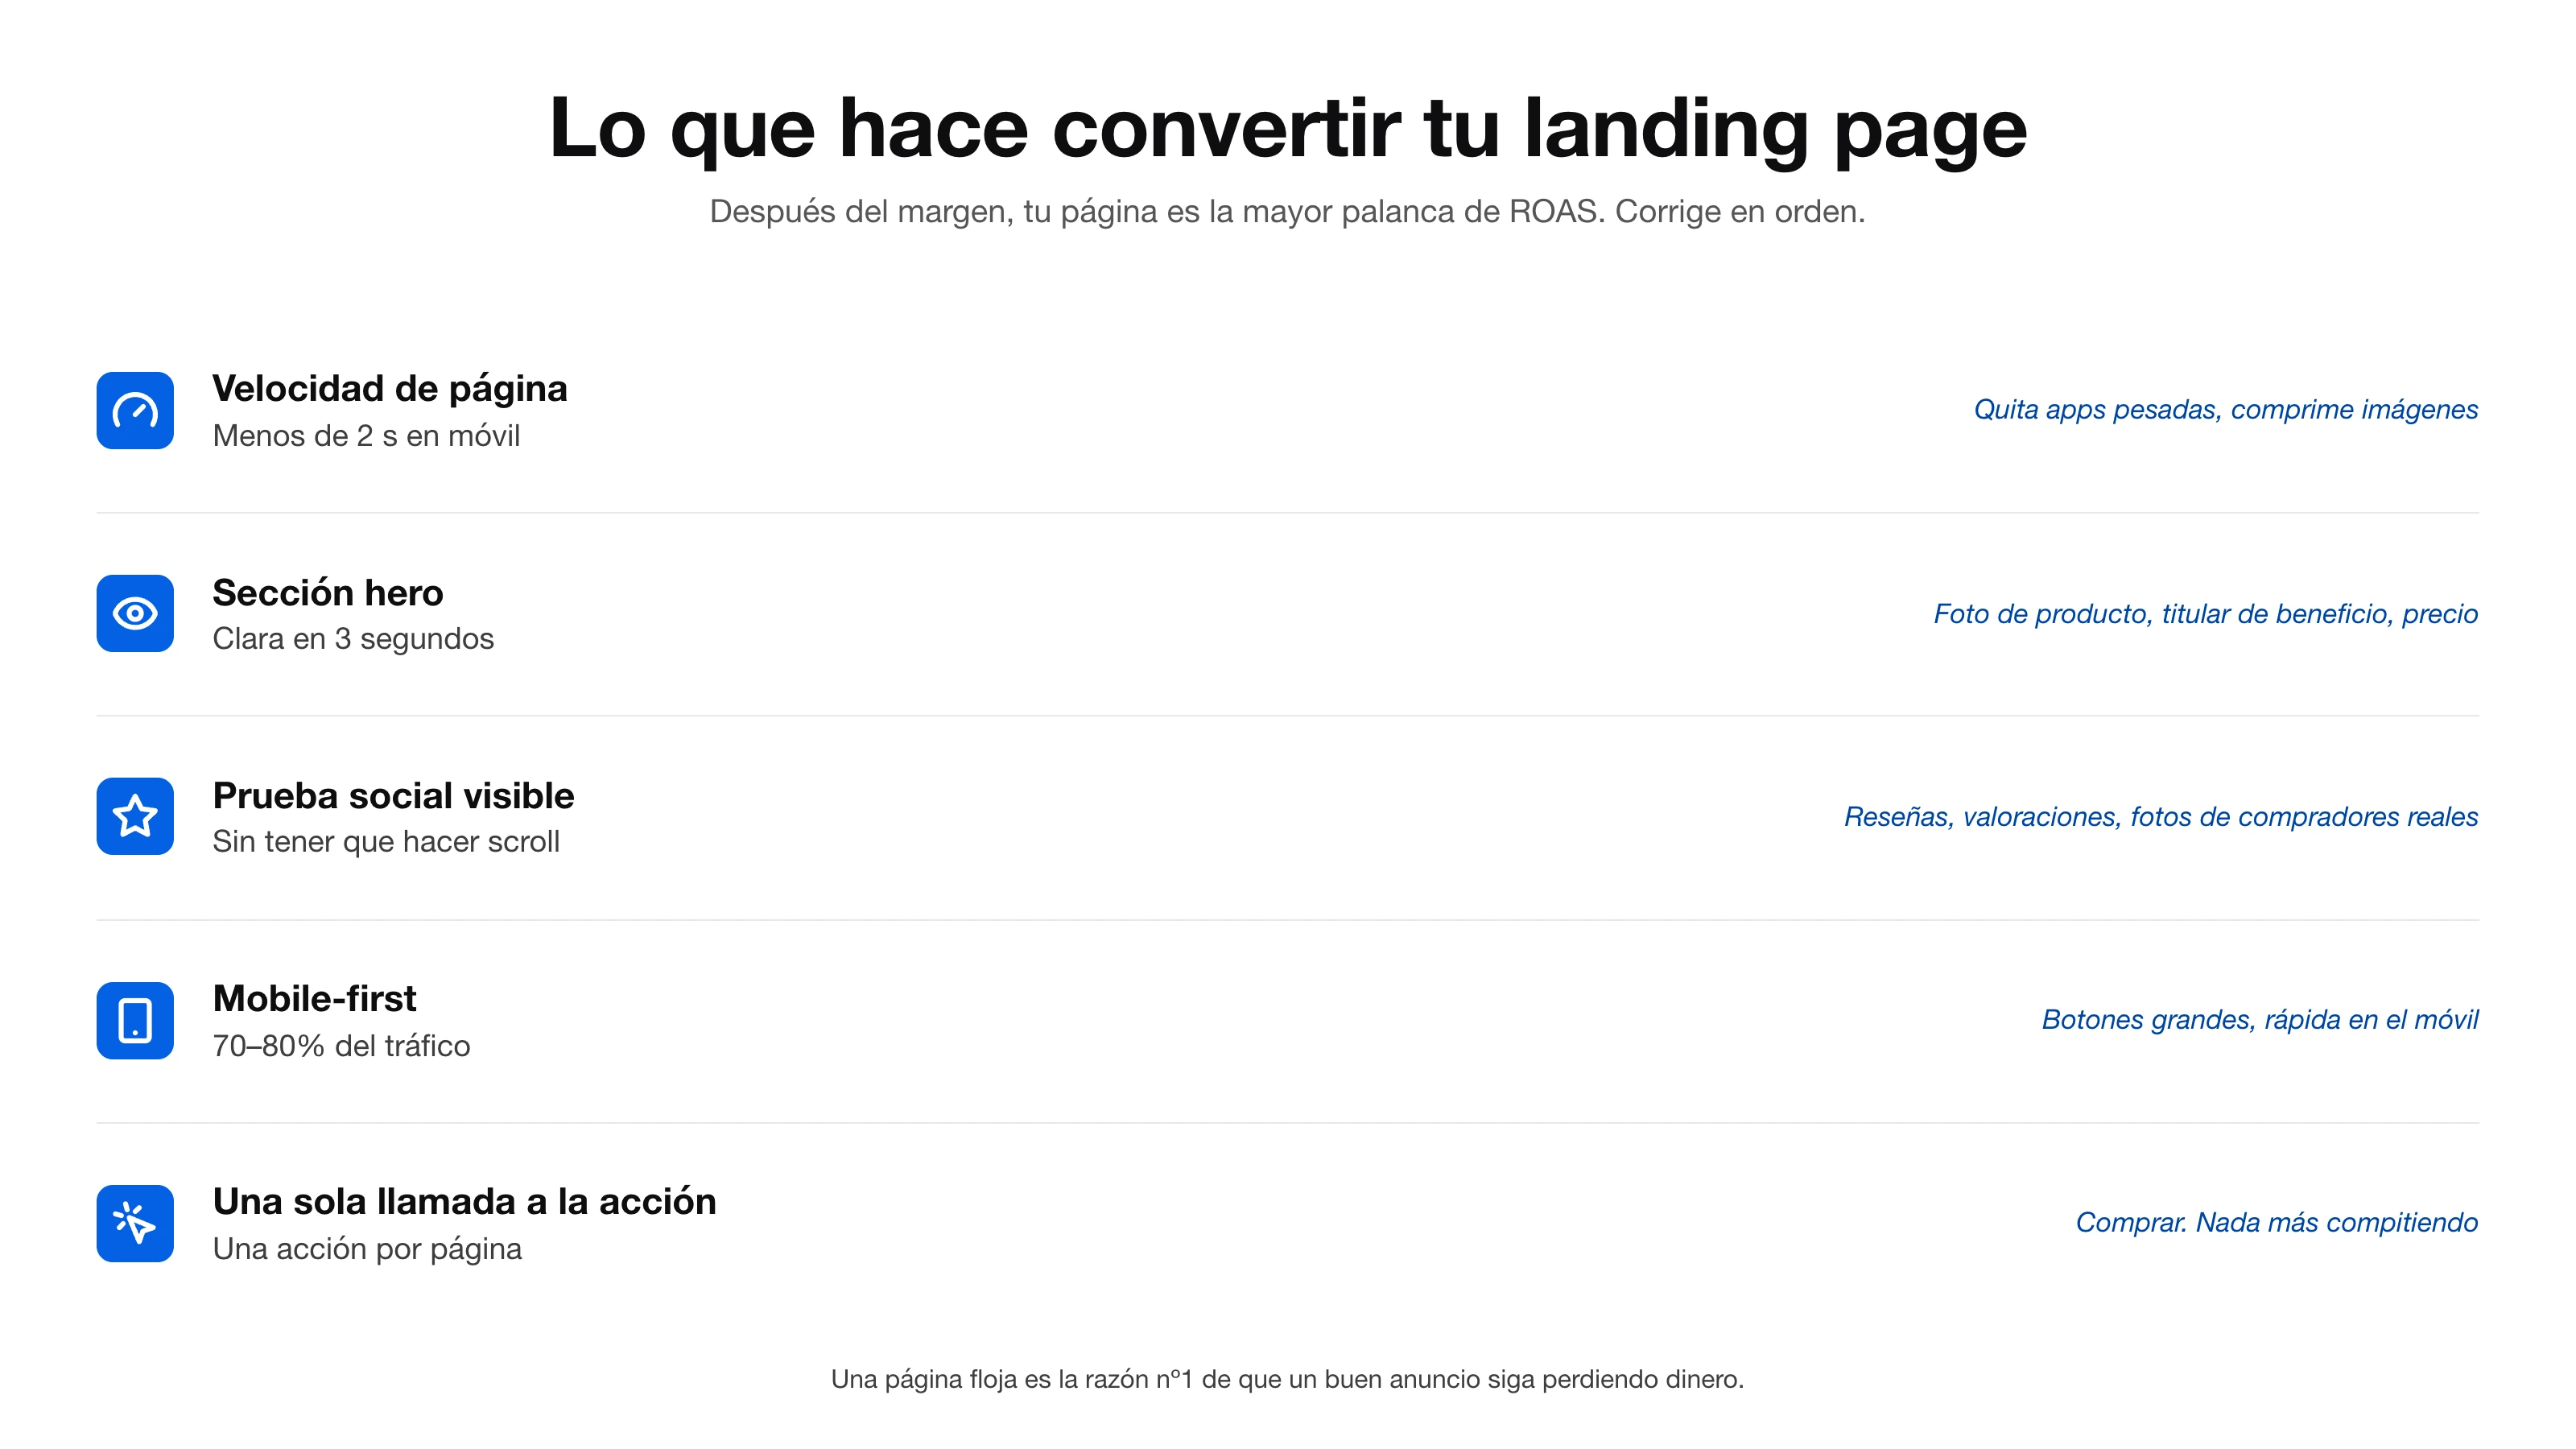 Lo que hace convertir tu landing page
Después del margen, tu página es la mayor palanca de ROAS. Corrige en orden.
Velocidad de página
Menos de 2 s en móvil
Quita apps pesadas, comprime imágenes
Sección hero
Clara en 3 segundos
Foto de producto, titular de beneficio, precio
Prueba social visible
Sin tener que hacer scroll
Reseñas, valoraciones, fotos de compradores reales
Mobile-first
70–80% del tráfico
Botones grandes, rápida en el móvil
Una sola llamada a la acción
Una acción por página
Comprar. Nada más compitiendo
Una página floja es la razón nº1 de que un buen anuncio siga perdiendo dinero.